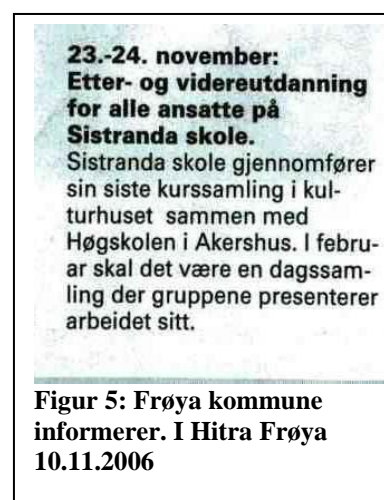 23.-24. november:
Etter- og videreutdanning
for alle ansatte på
Sistranda skole.
Sistranda skole gjennomfører
sin siste kurssamling i kul-
turhuset sammen med
Høgskolen i Akershus. I febru-
ar skal det være en dagssam-
ling der gruppene presenterer
arbeidet sitt.
Figur 5: Frøya kommune
informerer. I Hitra Frøya
10.11.2006